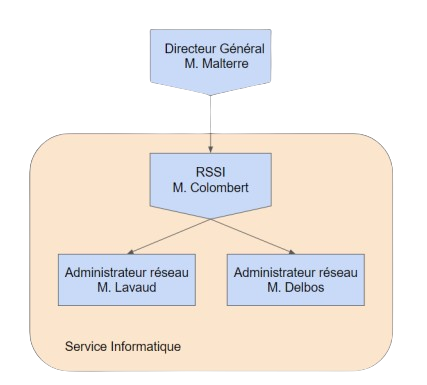 Directeur Général
M. Malterre
RSSI
M. Colombert
Administrateur réseau
M. Lavaud
Administrateur réseau
M. Delbos
Service Informatique